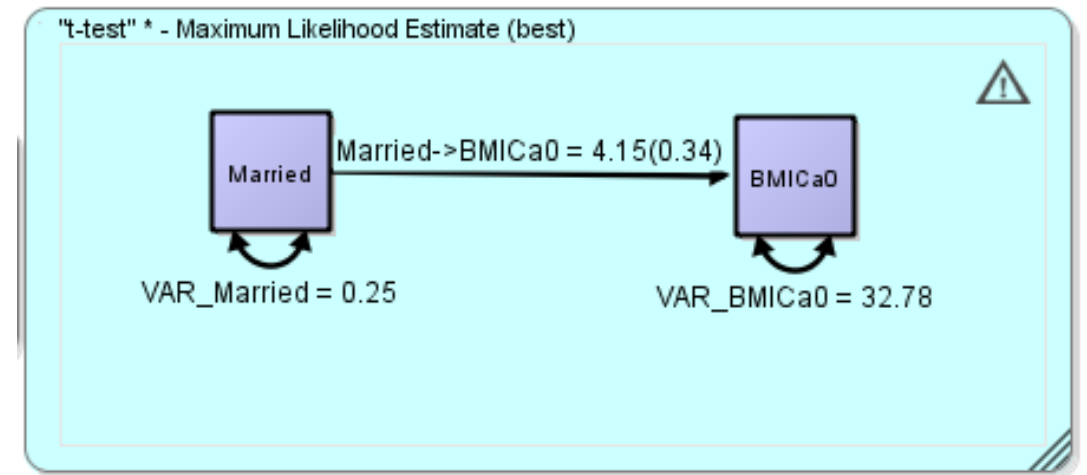 "t-test" * - Maximum Likelihood Estimate (best)
Married
Married->BMICa0 = 4.15(0.34)
BMICa0
VAR_Married = 0.25
VAR_BMICa0 = 32.78